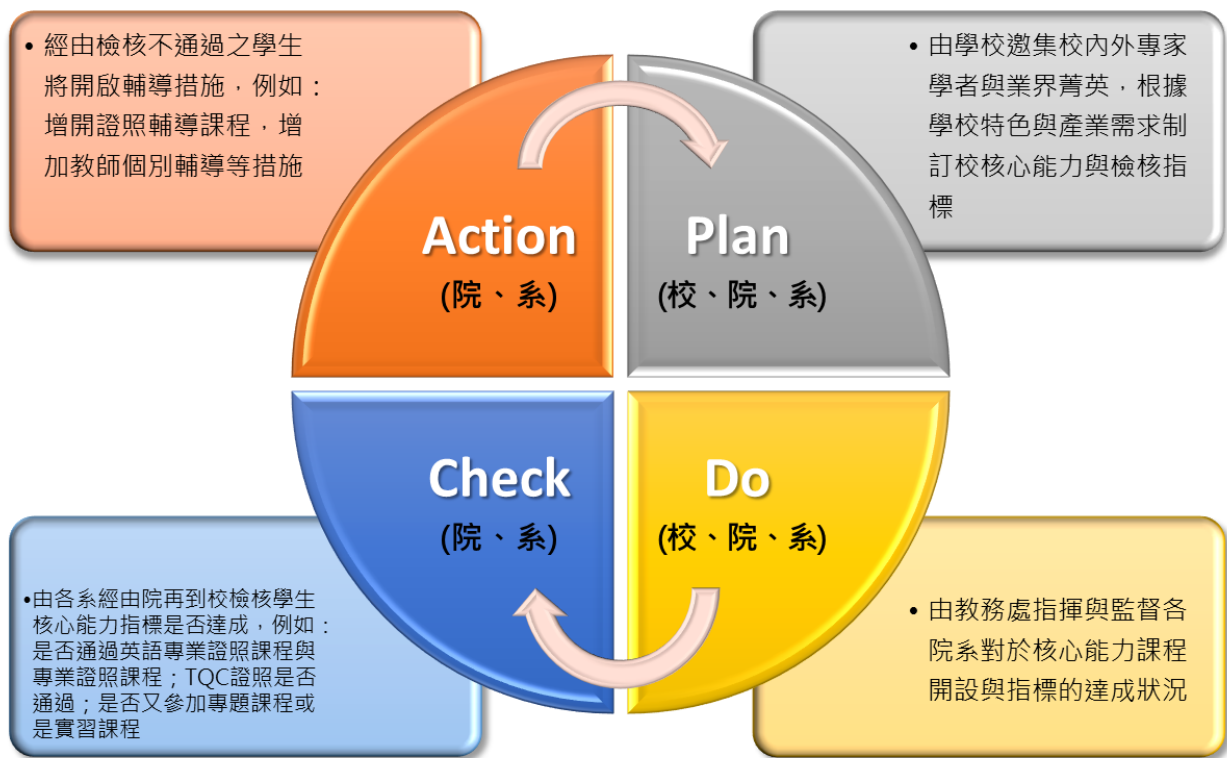 • 經由檢核不通過之學生
將開啟輔導措施，例如：
增開證照輔導課程，增
加教師個別輔導等措施
• 由學校邀集校內外專家
學者與業界菁英，根據
學校特色與產業需求制
訂校核心能力與檢核指
標
Action
(院、系)
Plan
(校、院、系)
Check
(院、系)
Do
(校、院、系)
•由各系經由院再到校檢核學生
核心能力指標是否達成，例如：
是否通過英語專業證照課程與
專業證照課程；TQC證照是否
通過；是否又參加專題課程或
是實習課程
• 由教務處指揮與監督各
院系對於核心能力課程
開設與指標的達成狀況